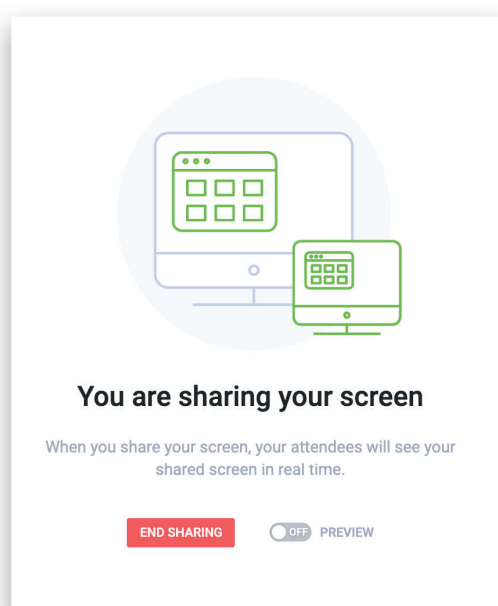 You are sharing your screen
When you share your screen, your attendees will see your
shared screen in real time.
END SHARING OFF PREVIEW